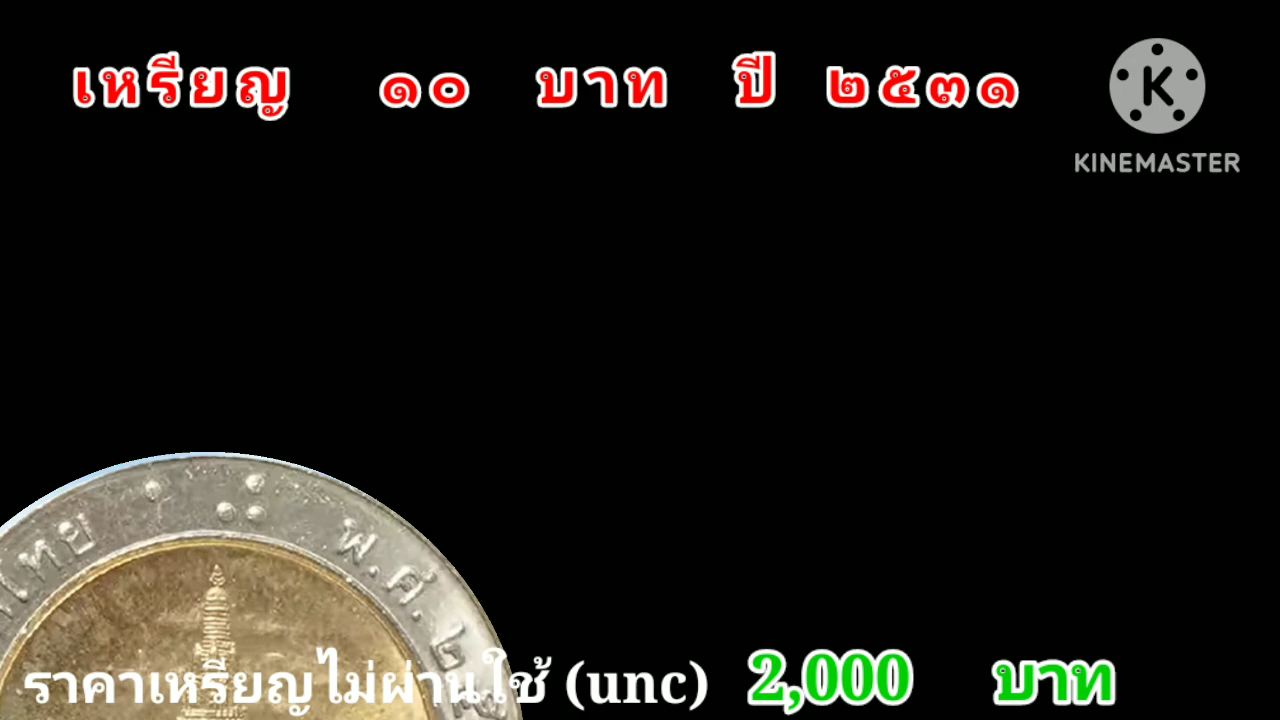 เหรียญ ๑๐ บาท ปี ๒๕๓๑
K
KINEMASTER
ไทย พ.ศ. ๒๕
ราคาเหรียญไม่ผ่านใช้ (unc) 2,000 บาท